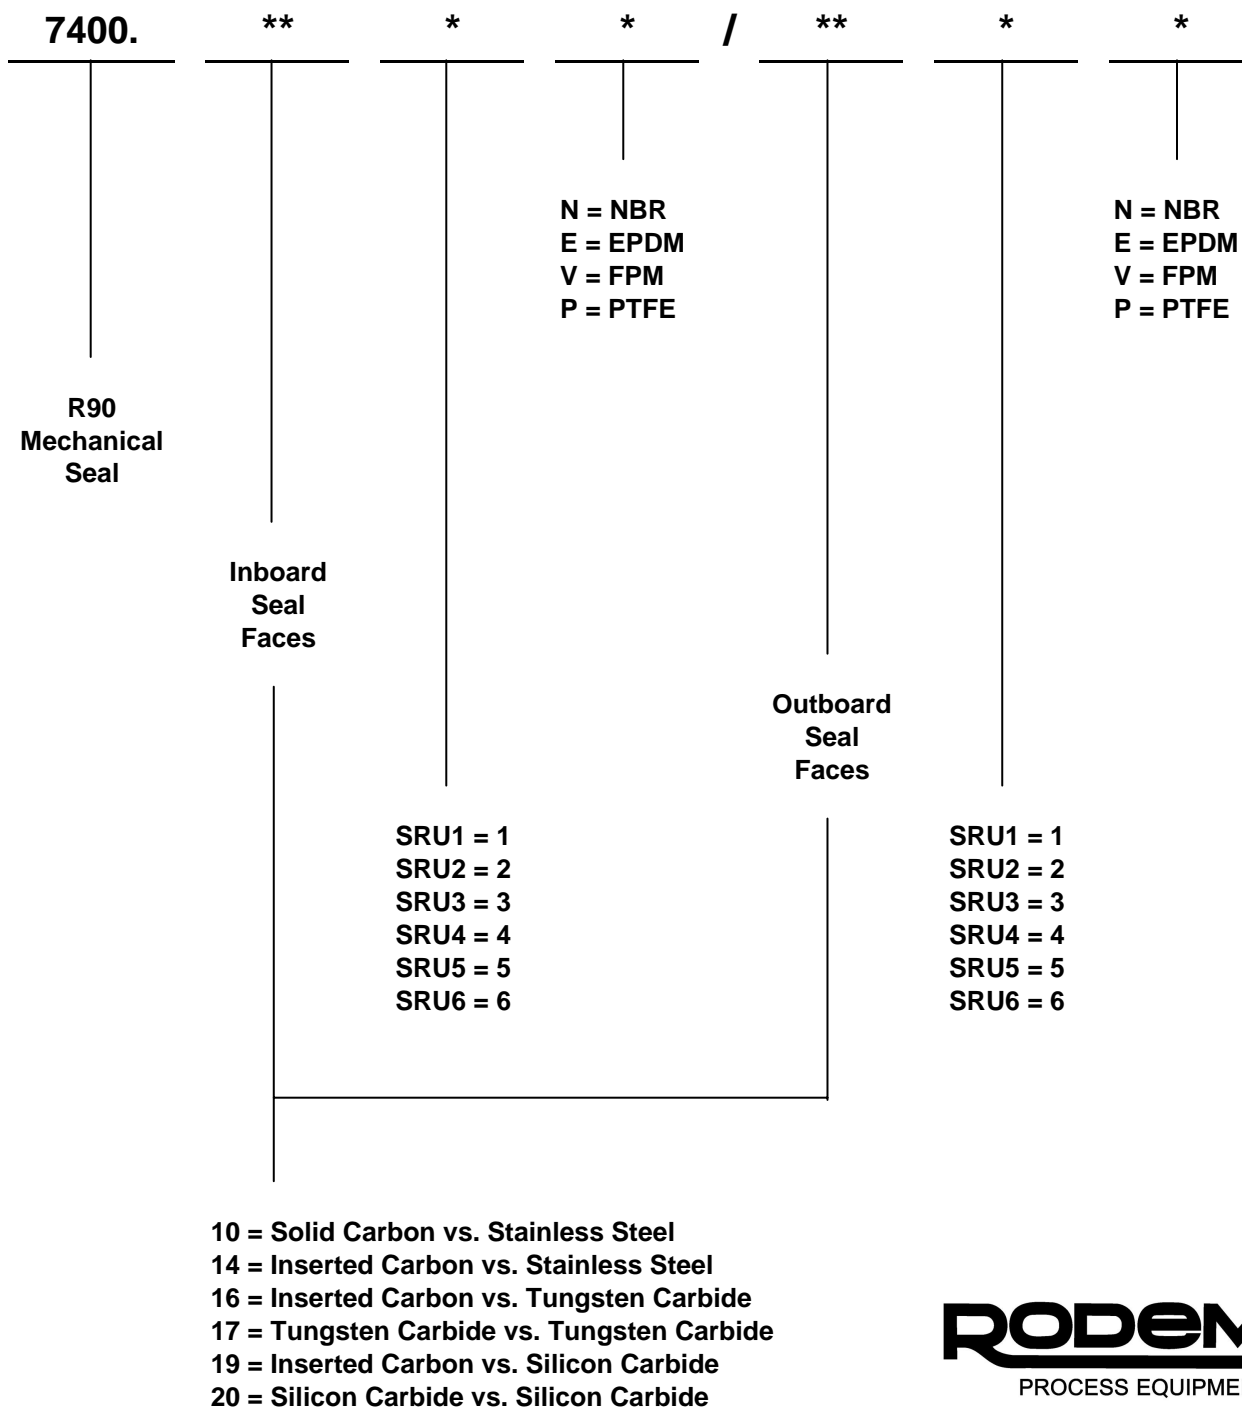 7400. ** * * / ** * *
N = NBR
E = EPDM
V = FPM
P = PTFE
N = NBR
E = EPDM
V = FPM
P = PTFE
R90
Mechanical
Seal
Inboard
Seal
Faces
Outboard
Seal
Faces
SRU1 = 1
SRU2 = 2
SRU3 = 3
SRU4 = 4
SRU5 = 5
SRU6 = 6
SRU1 = 1
SRU2 = 2
SRU3 = 3
SRU4 = 4
SRU5 = 5
SRU6 = 6
10 = Solid Carbon vs. Stainless Steel
14 = Inserted Carbon vs. Stainless Steel
16 = Inserted Carbon vs. Tungsten Carbide
17 = Tungsten Carbide vs. Tungsten Carbide
19 = Inserted Carbon vs. Silicon Carbide
20 = Silicon Carbide vs. Silicon Carbide
RODEM
PROCESS EQUIPME